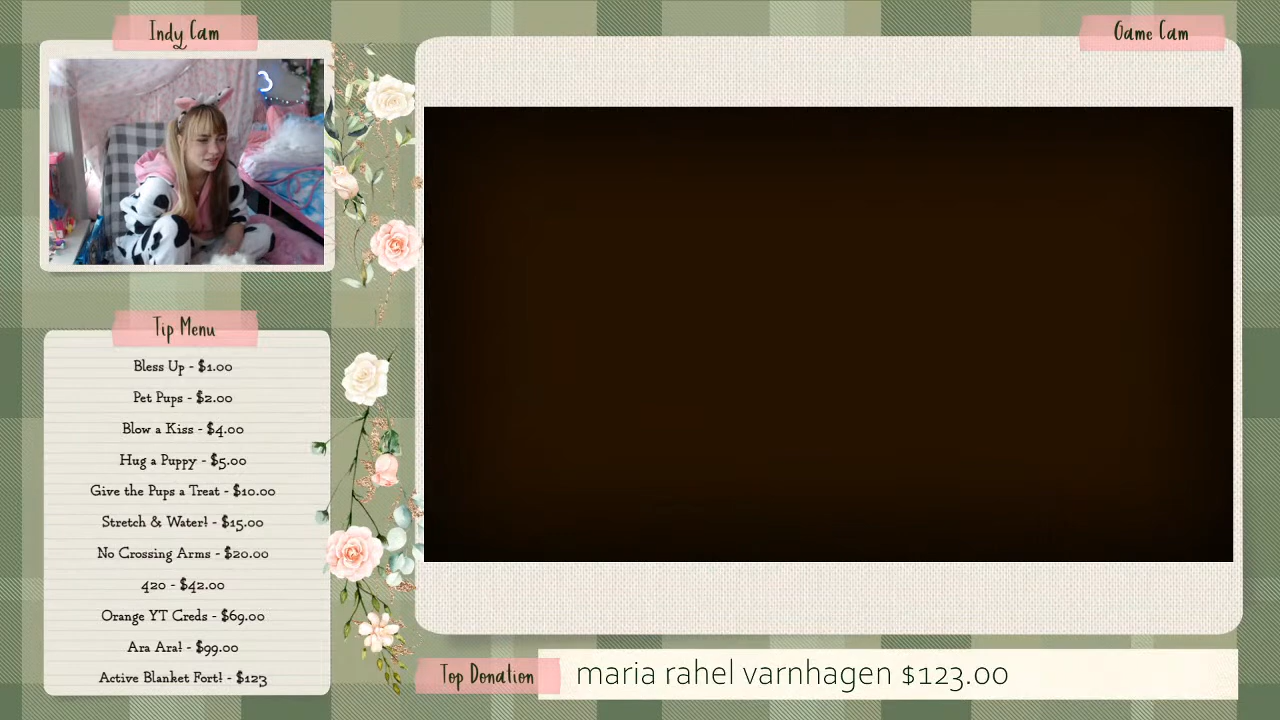 Indy Cam
Game Cam
Tip Menu
Bless Up - $1.00
Pet Pups - $2.00
Blow a Kiss - $4.00
Hug a Puppy - $5.00
Give the Pups a Treat - $10.00
Stretch & Water! - $15.00
No Crossing Arms - $20.00
420 - $42.00
Orange YT Creds - $69.00
Ara Ara! - $99.00
Active Blanket Fort! - $123
Top Donation
maria rahel varnhagen $123.00